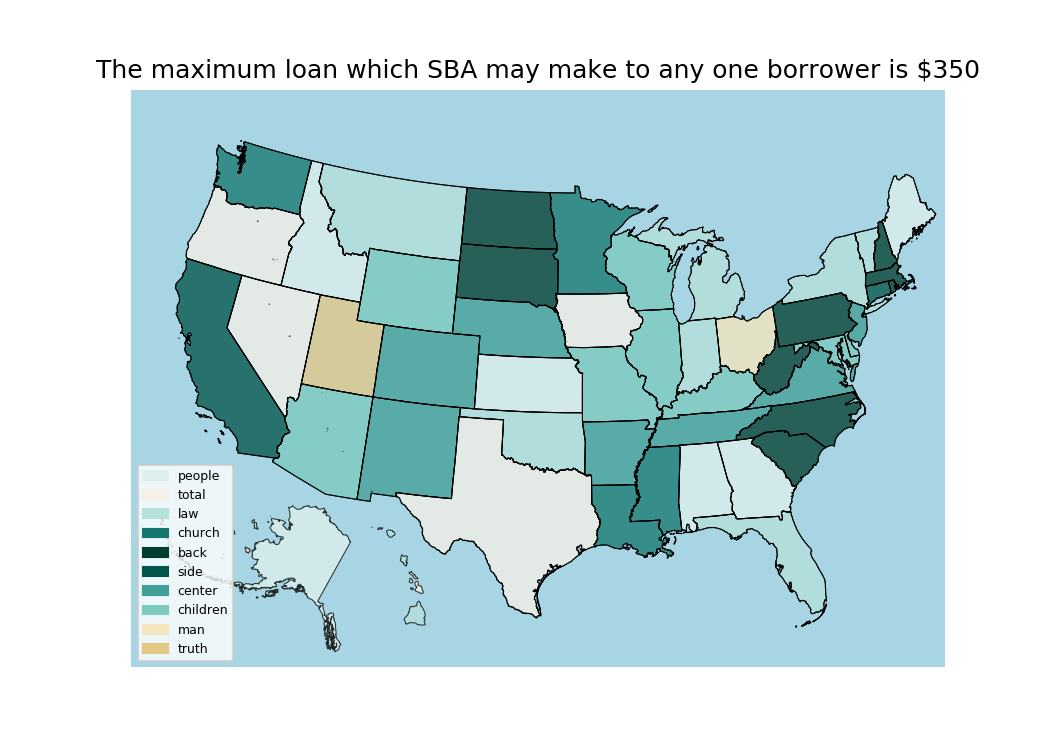 The maximum loan which SBA may make to any one borrower is $350
people
total
law
church
back
side
center
children
man
truth